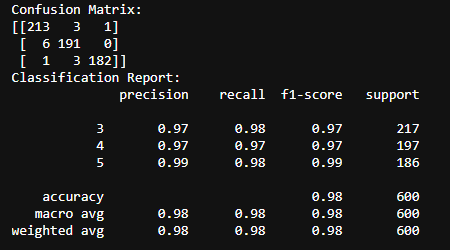 Confusion Matrix:
[[213   3   1]
 [  6 191   0]
 [  1   3 182]]
Classification Report:
              precision    recall  f1-score   support

           3       0.97      0.98      0.97       217
           4       0.97      0.97      0.97       197
           5       0.99      0.98      0.99       186

    accuracy                           0.98       600
   macro avg       0.98      0.98      0.98       600
weighted avg       0.98      0.98      0.98       600